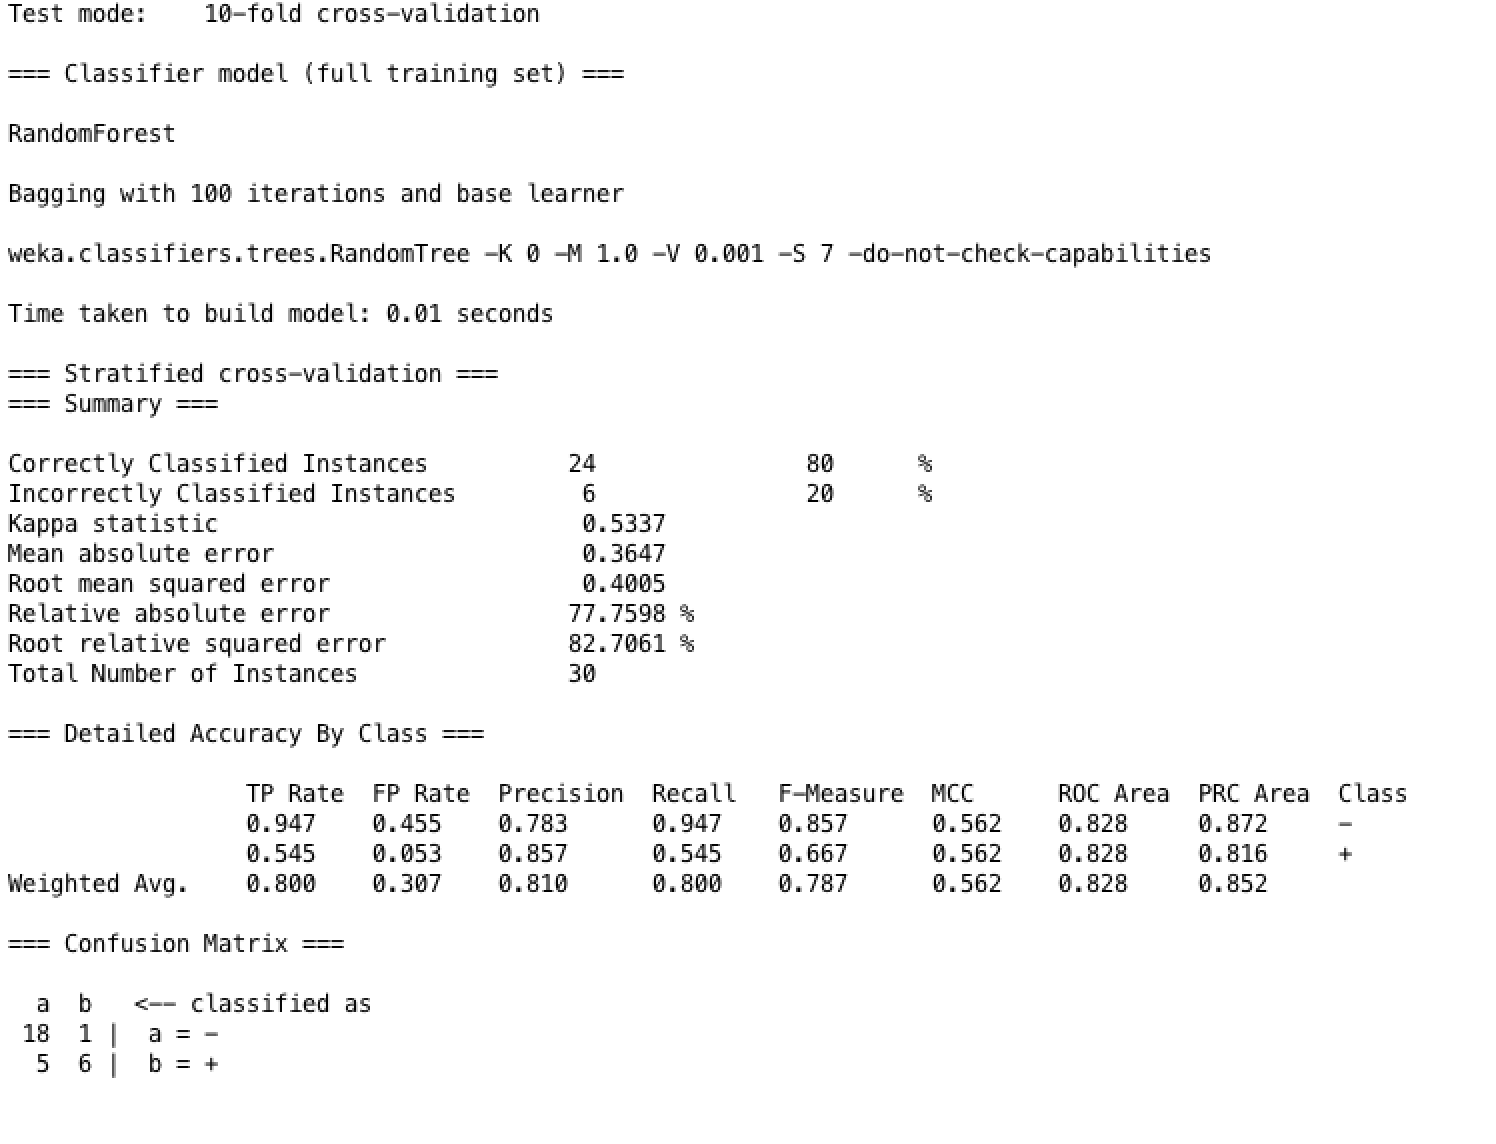 Test mode:    10-fold cross-validation
=== Classifier model (full training set) ===
RandomForest
Bagging with 100 iterations and base learner
weka.classifiers.trees.RandomTree -K 0 -M 1.0 -V 0.001 -S 7 -do-not-check-capabilities
Time taken to build model: 0.01 seconds
=== Stratified cross-validation ===
=== Summary ===
Correctly Classified Instances          24               80      %
Incorrectly Classified Instances         6               20      %
Kappa statistic                          0.5337
Mean absolute error                      0.3647
Root mean squared error                  0.4005
Relative absolute error                 77.7598 %
Root relative squared error             82.7061 %
Total Number of Instances               30
=== Detailed Accuracy By Class ===
                 TP Rate  FP Rate  Precision  Recall   F-Measure  MCC      ROC Area  PRC Area  Class
                 0.947    0.455    0.783      0.947    0.857      0.562    0.828     0.872     -
                 0.545    0.053    0.857      0.545    0.667      0.562    0.828     0.816     +
Weighted Avg.    0.800    0.307    0.810      0.800    0.787      0.562    0.828     0.852
=== Confusion Matrix ===
  a  b   <-- classified as
 18  1 |  a = -
  5  6 |  b = +